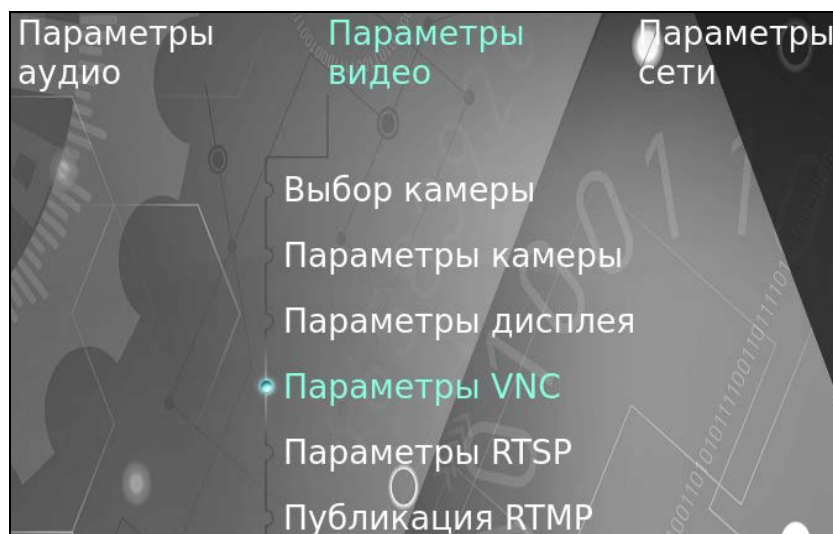 Параметры
аудио
Параметры
видео
Параметры
сети
Выбор камеры
Параметры камеры
Параметры дисплея
Параметры VNC
Параметры RTSP
Публикация RTMP